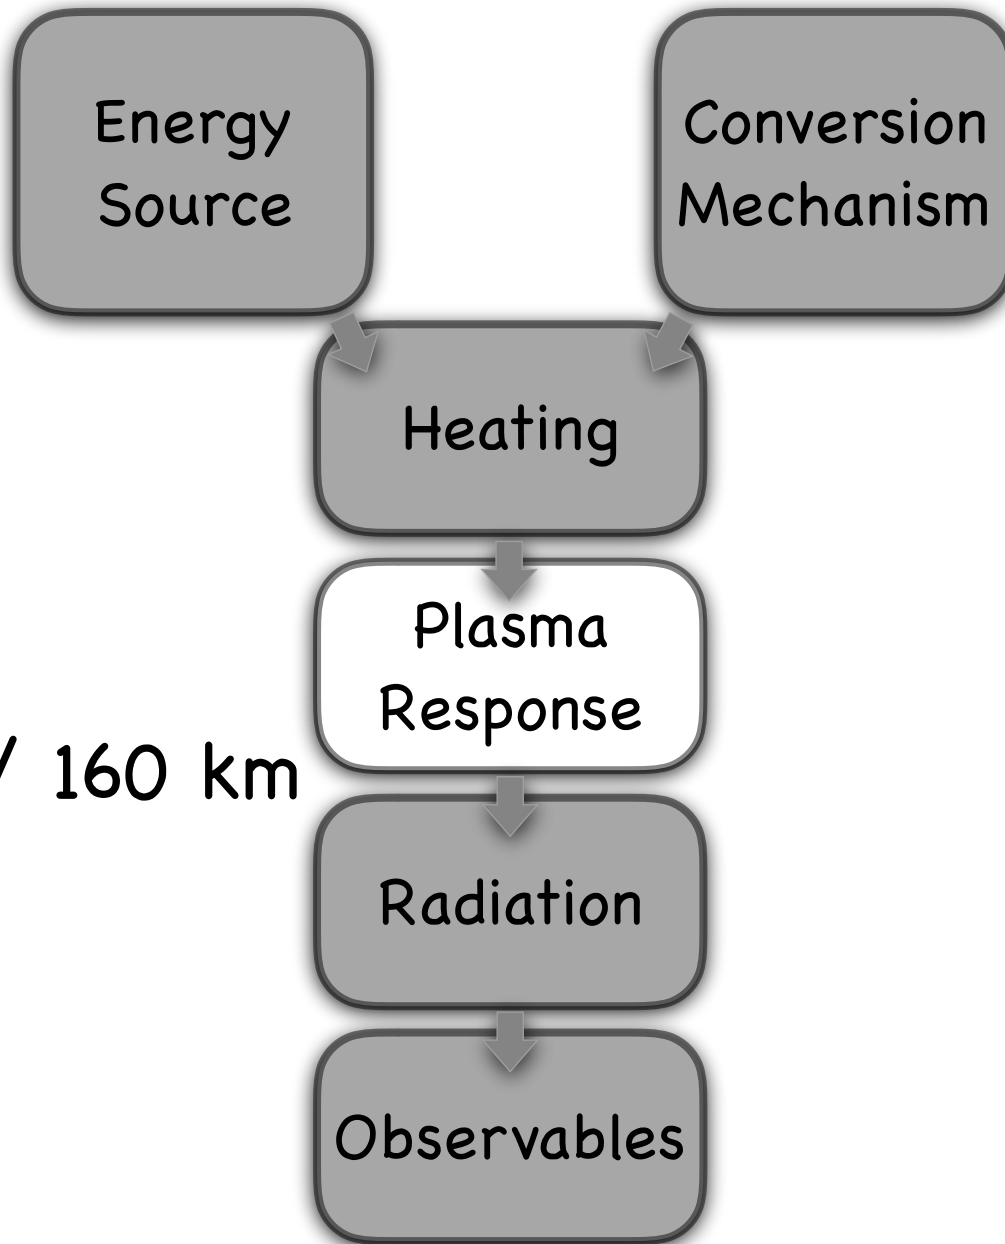 Energy
Source
Conversion
Mechanism
Heating
Plasma
Response
/ 160 km
Radiation
Observables